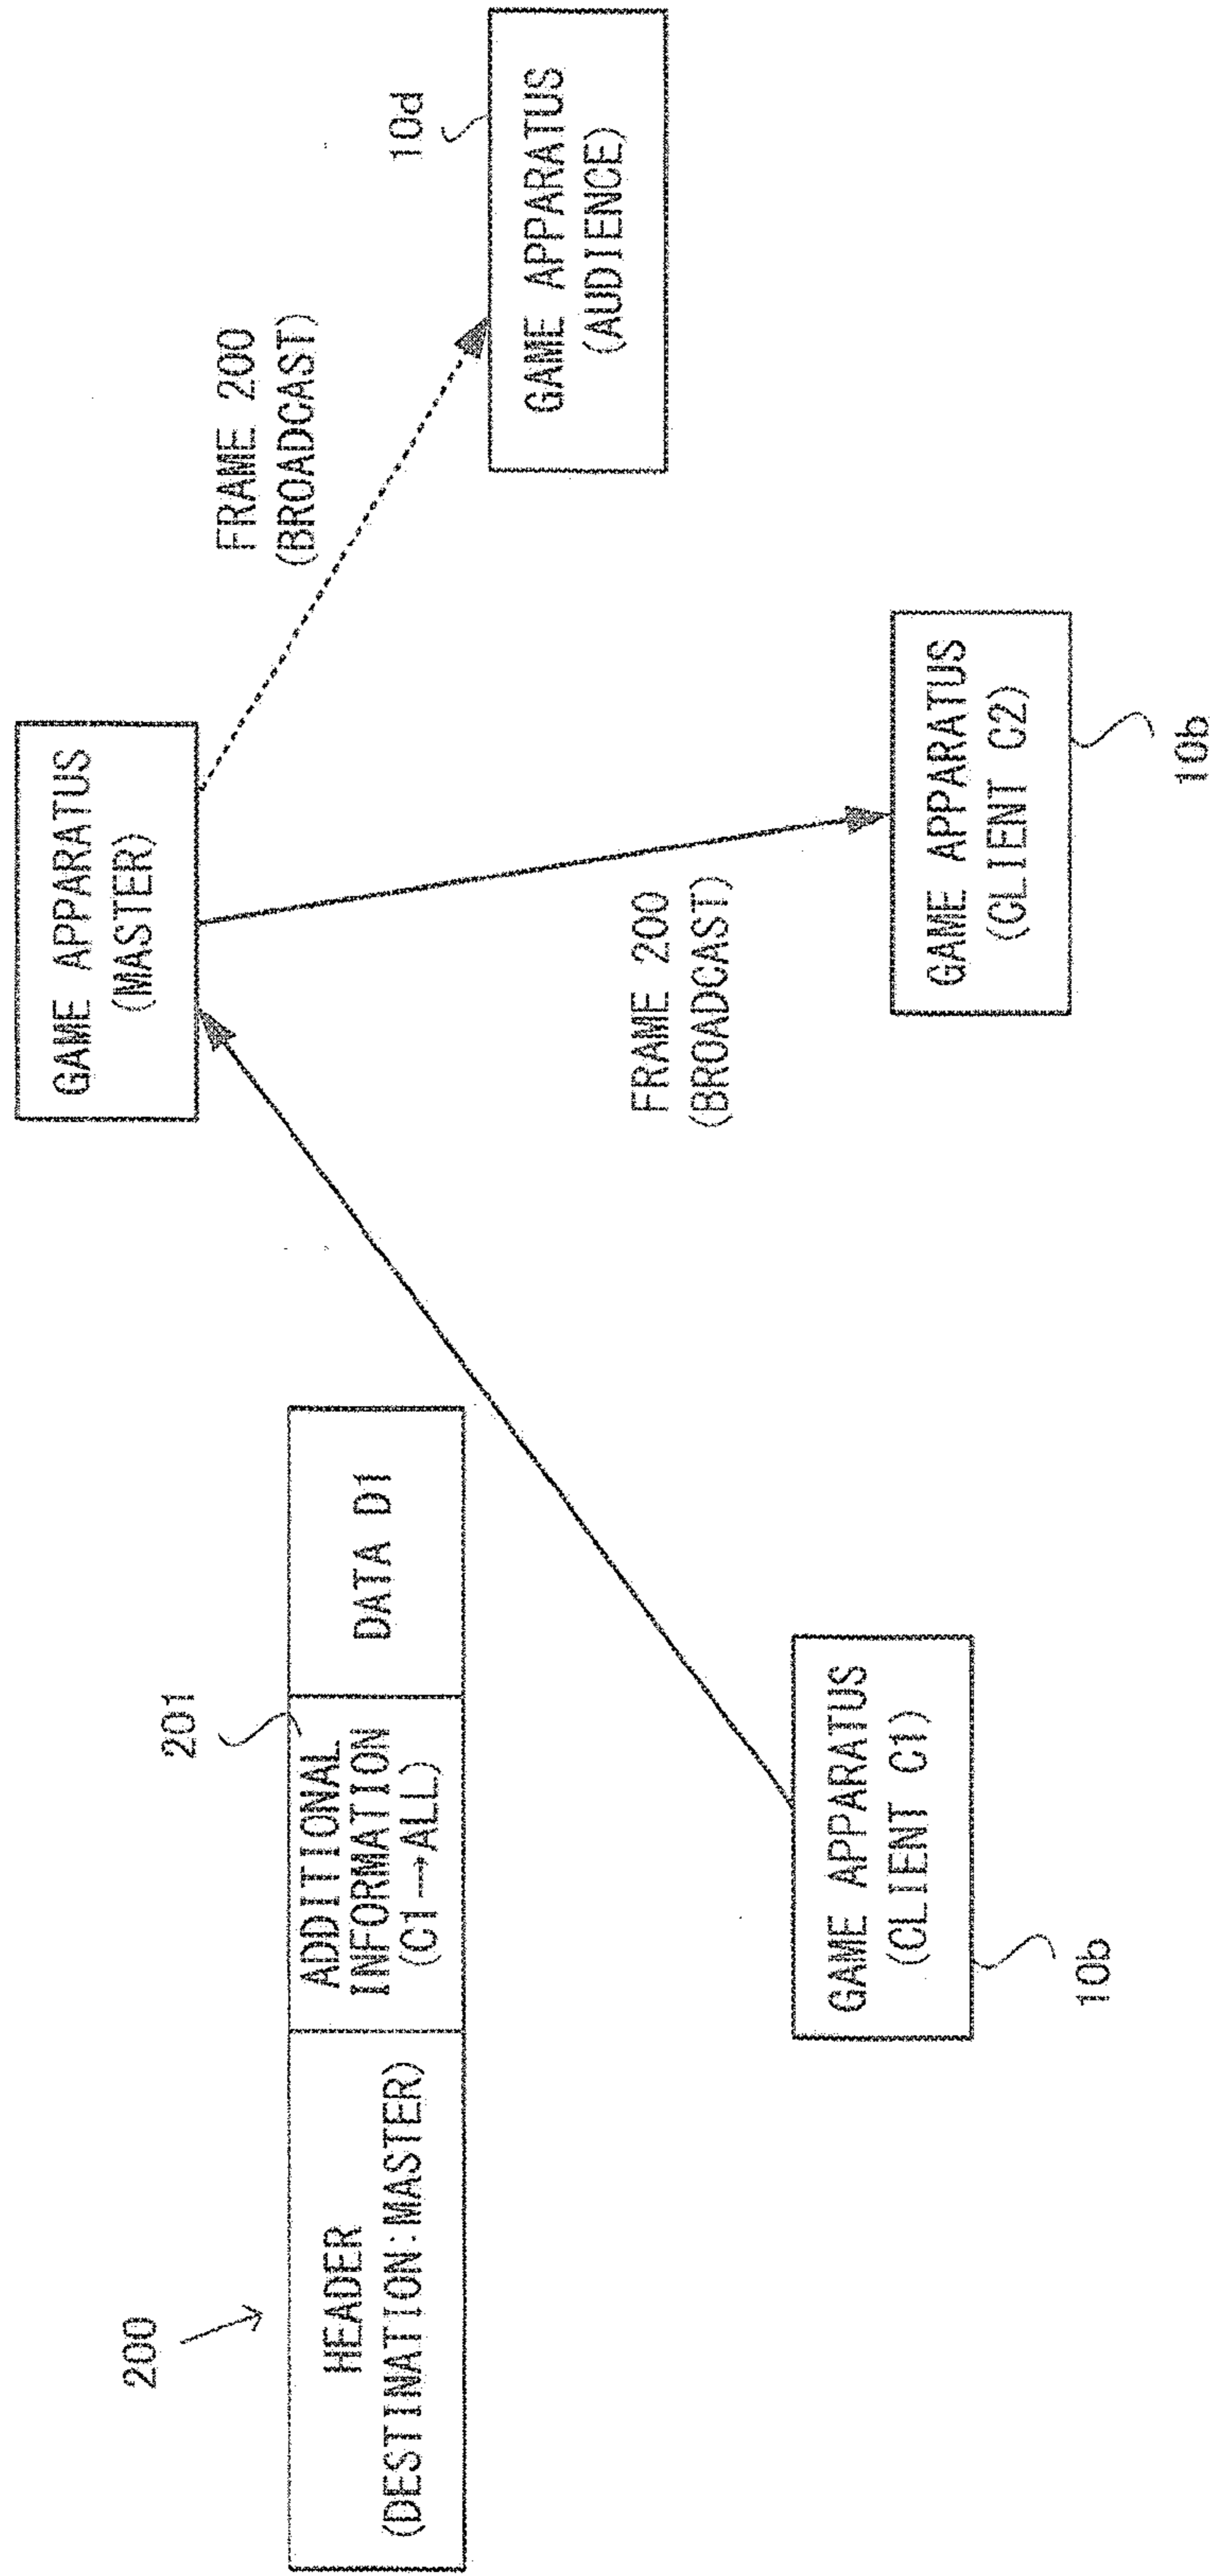 200
HEADER
(DESTINATION:MASTER)
201
ADDITIONAL
INFORMATION
(C1→ALL)
DATA D1
GAME APPARATUS
(MASTER)
FRAME 200
(BROADCAST)
10d
GAME APPARATUS
(AUDIENCE)
FRAME 200
(BROADCAST)
GAME APPARATUS
(CLIENT C1)
10b
GAME APPARATUS
(CLIENT C2)
10b